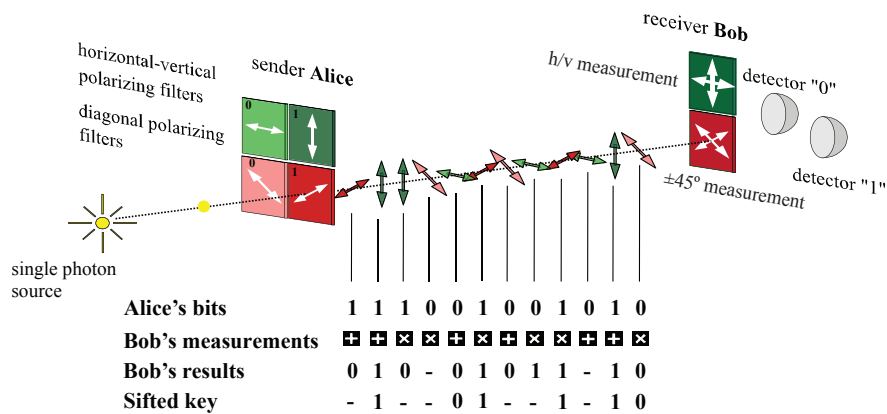 receiver Bob
horizontal-vertical
polarizing filters
sender Alice
h/v measurement
detector "0"
diagonal polarizing
filters
0
1
0
1
±45º measurement
detector "1"
single photon
source
Alice's bits 1 1 1 0 0 1 0 0 1 0 1 0
Bob's measurements + + × × + × + × × + + ×
Bob's results 0 1 0 - 0 1 0 1 1 - 1 0
Sifted key - 1 - - 0 1 - - 1 - 1 0